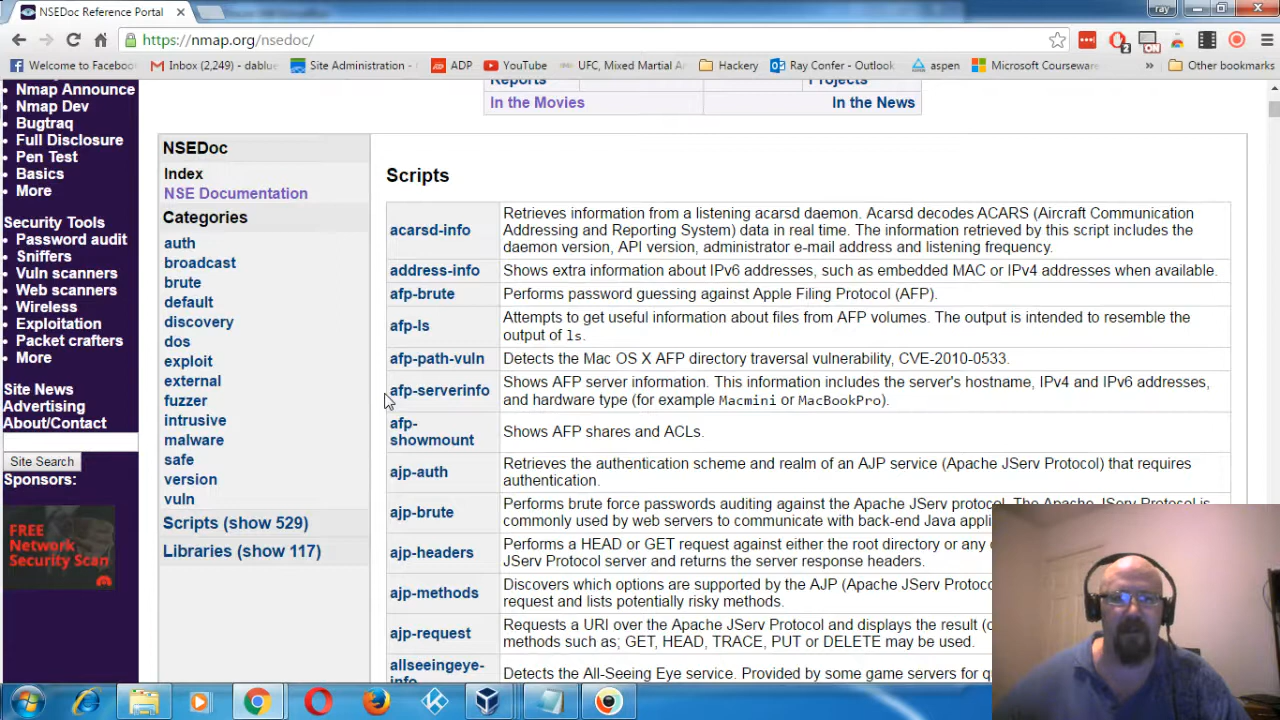 NSEDoc Reference Portal
ray
https://nmap.org/nsedoc/
2
ON
Welcome to Faceboo
Inbox (2,249) - dablue
Site Administration -
ADP
YouTube
UFC, Mixed Martial Ar
Hackery
Ray Confer - Outlook
aspen
Microsoft Courseware
»
Other bookmarks
Nmap Announce
Nmap Dev
Bugtraq
Full Disclosure
Pen Test
Basics
More
Security Tools
Password audit
Sniffers
Vuln scanners
Web scanners
Wireless
Exploitation
Packet crafters
More
Site News
Advertising
About/Contact
Site Search
Sponsors:
FREE
Network
Security Scan
Reports
Projects
In the Movies
In the News
NSEDoc
Index
NSE Documentation
Categories
auth
broadcast
brute
default
discovery
dos
exploit
external
fuzzer
intrusive
malware
safe
version
vuln
Scripts (show 529)
Libraries (show 117)
Scripts
acarsd-info
Retrieves information from a listening acarsd daemon. Acarsd decodes ACARS (Aircraft Communication
Addressing and Reporting System) data in real time. The information retrieved by this script includes the
daemon version, API version, administrator e-mail address and listening frequency.
address-info
Shows extra information about IPv6 addresses, such as embedded MAC or IPv4 addresses when available.
afp-brute
Performs password guessing against Apple Filing Protocol (AFP).
afp-ls
Attempts to get useful information about files from AFP volumes. The output is intended to resemble the
output of ls.
afp-path-vuln
Detects the Mac OS X AFP directory traversal vulnerability, CVE-2010-0533.
afp-serverinfo
Shows AFP server information. This information includes the server's hostname, IPv4 and IPv6 addresses,
and hardware type (for example Macmini or MacBookPro).
afp-
showmount
Shows AFP shares and ACLs.
ajp-auth
Retrieves the authentication scheme and realm of an AJP service (Apache JServ Protocol) that requires
authentication.
ajp-brute
Performs brute force passwords auditing against the Apache JServ protocol. The Apache JServ Protocol is
commonly used by web servers to communicate with back-end Java appli
ajp-headers
Performs a HEAD or GET request against either the root directory or any
JServ Protocol server and returns the server response headers.
ajp-methods
Discovers which options are supported by the AJP (Apache JServ Protoco
request and lists potentially risky methods.
ajp-request
Requests a URI over the Apache JServ Protocol and displays the result (
methods such as; GET, HEAD, TRACE, PUT or DELETE may be used.
allseeingeye-
info
Detects the All-Seeing Eye service. Provided by some game servers for q